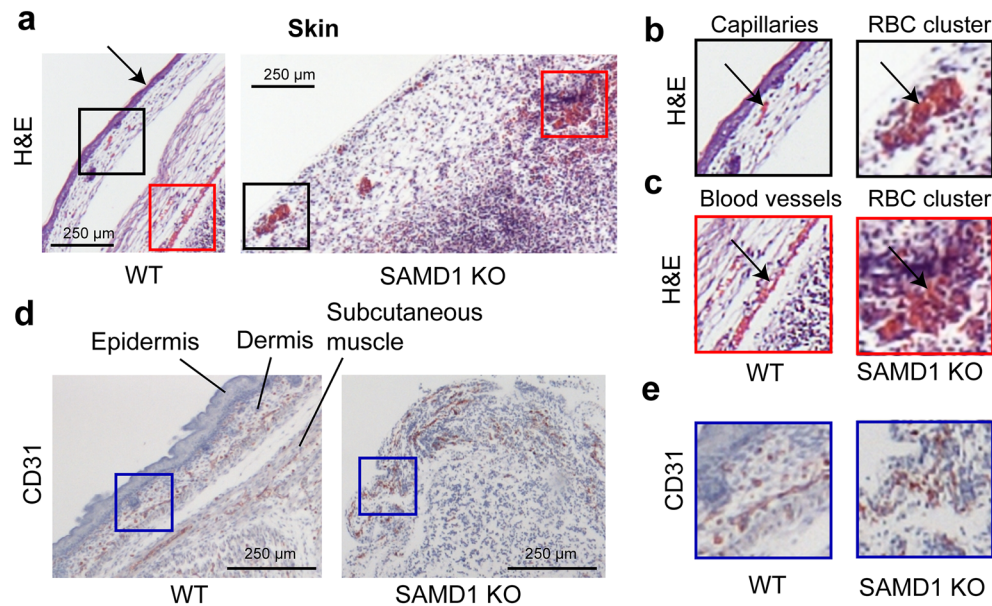 a
Skin
H&E
250 µm
250 µm
WT
SAMD1 KO
b
Capillaries
RBC cluster
H&E
c
Blood vessels
RBC cluster
H&E
WT
SAMD1 KO
d
Epidermis
Dermis
Subcutaneous
muscle
CD31
250 µm
250 µm
WT
SAMD1 KO
e
CD31
WT
SAMD1 KO